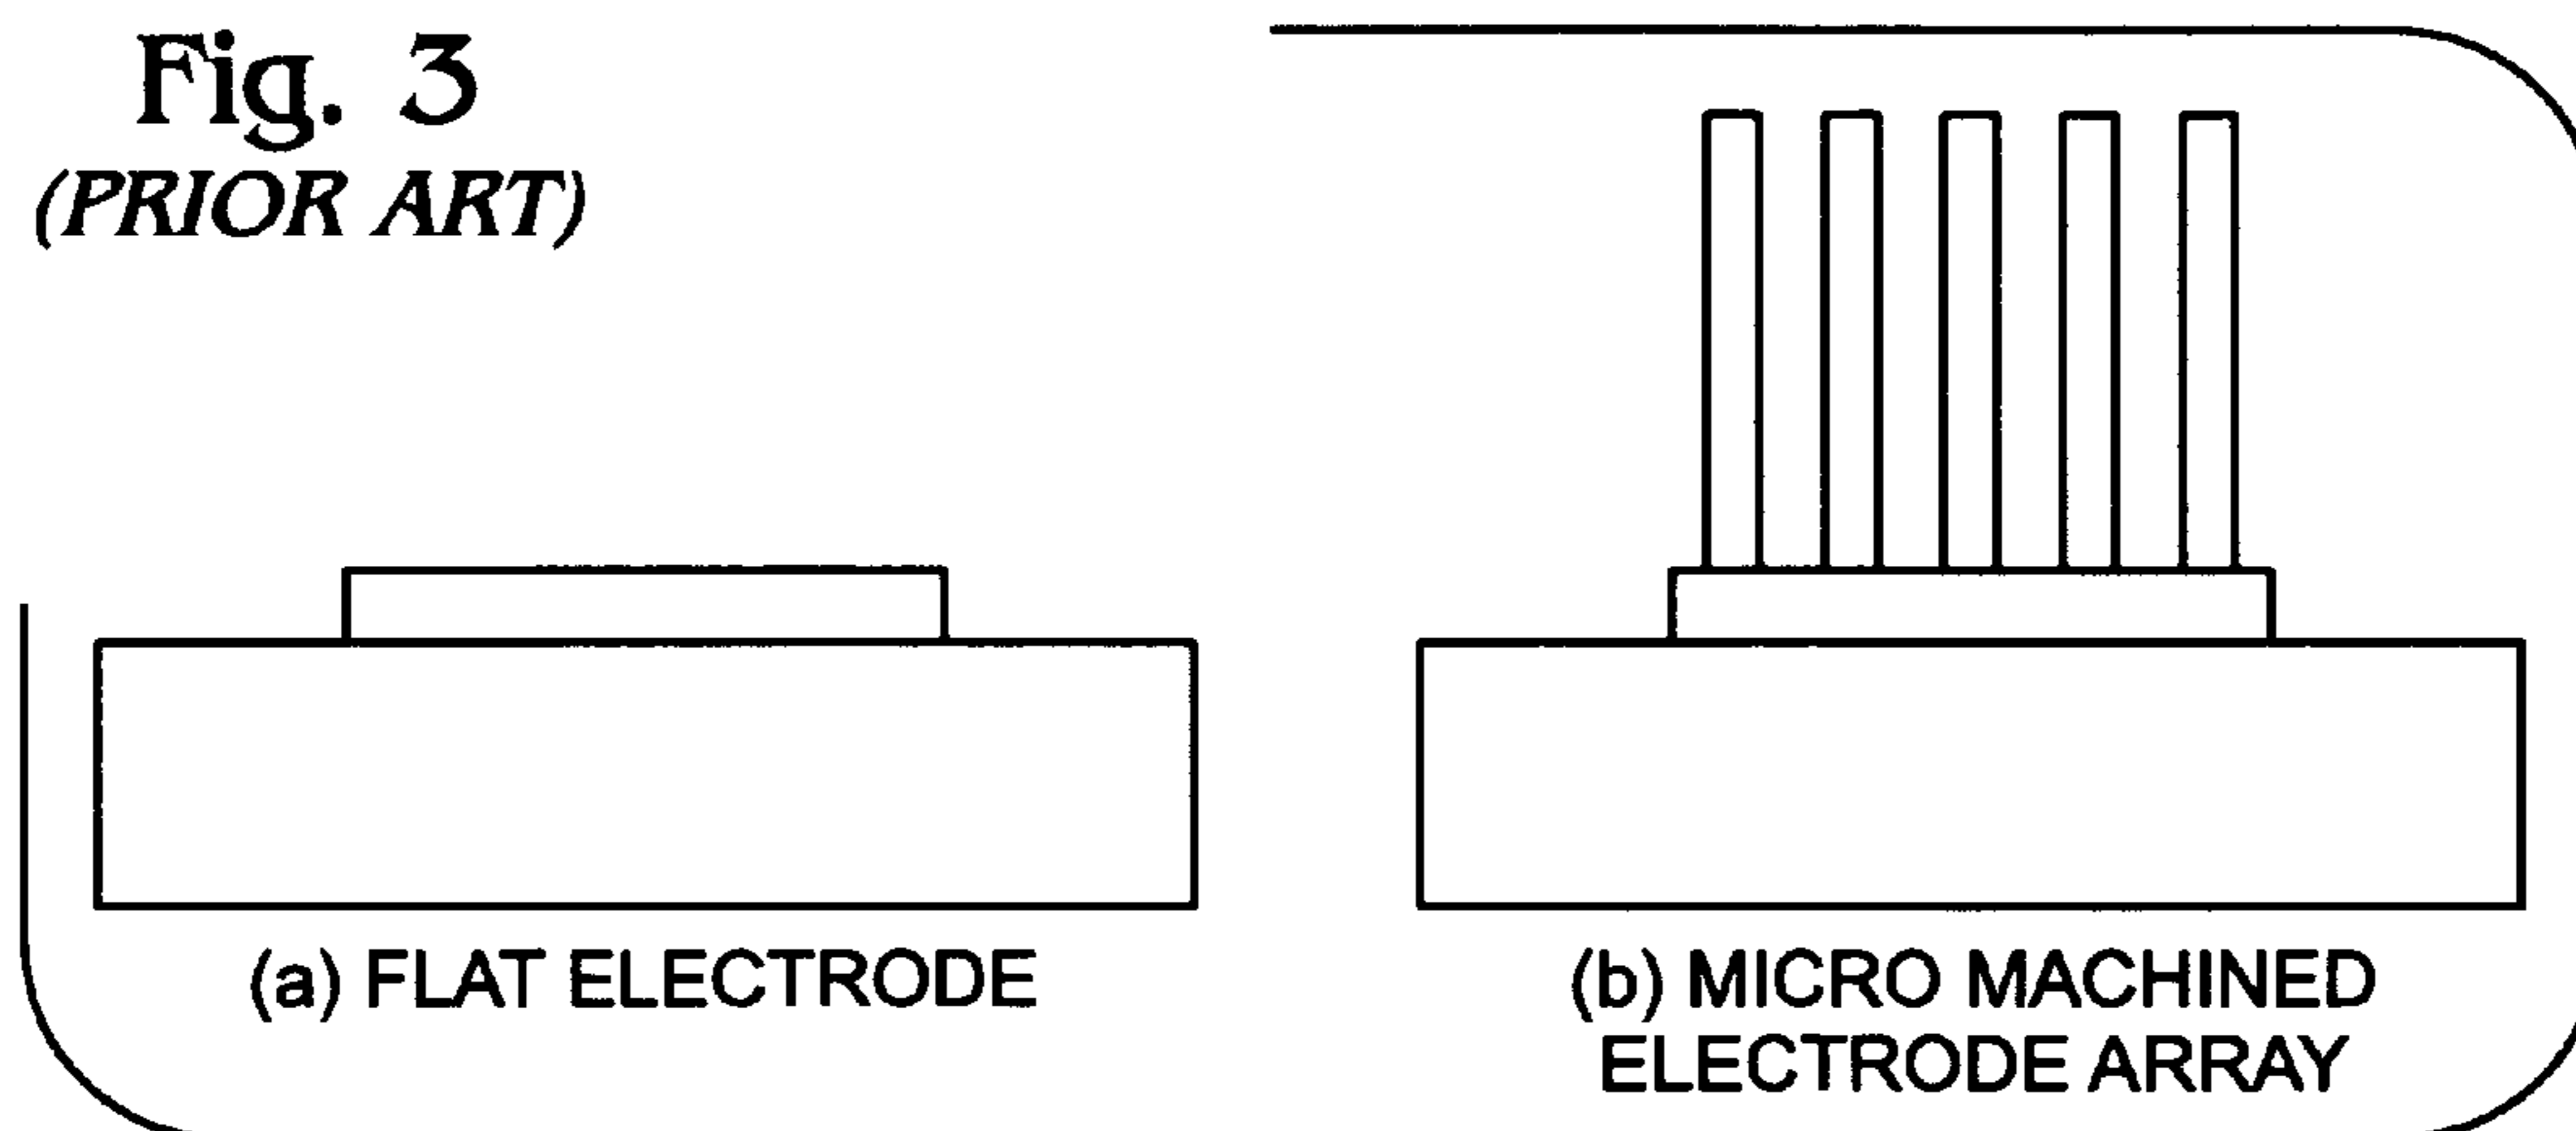 Fig. 3
(PRIOR ART)
(a) FLAT ELECTRODE
(b) MICRO MACHINED
ELECTRODE ARRAY